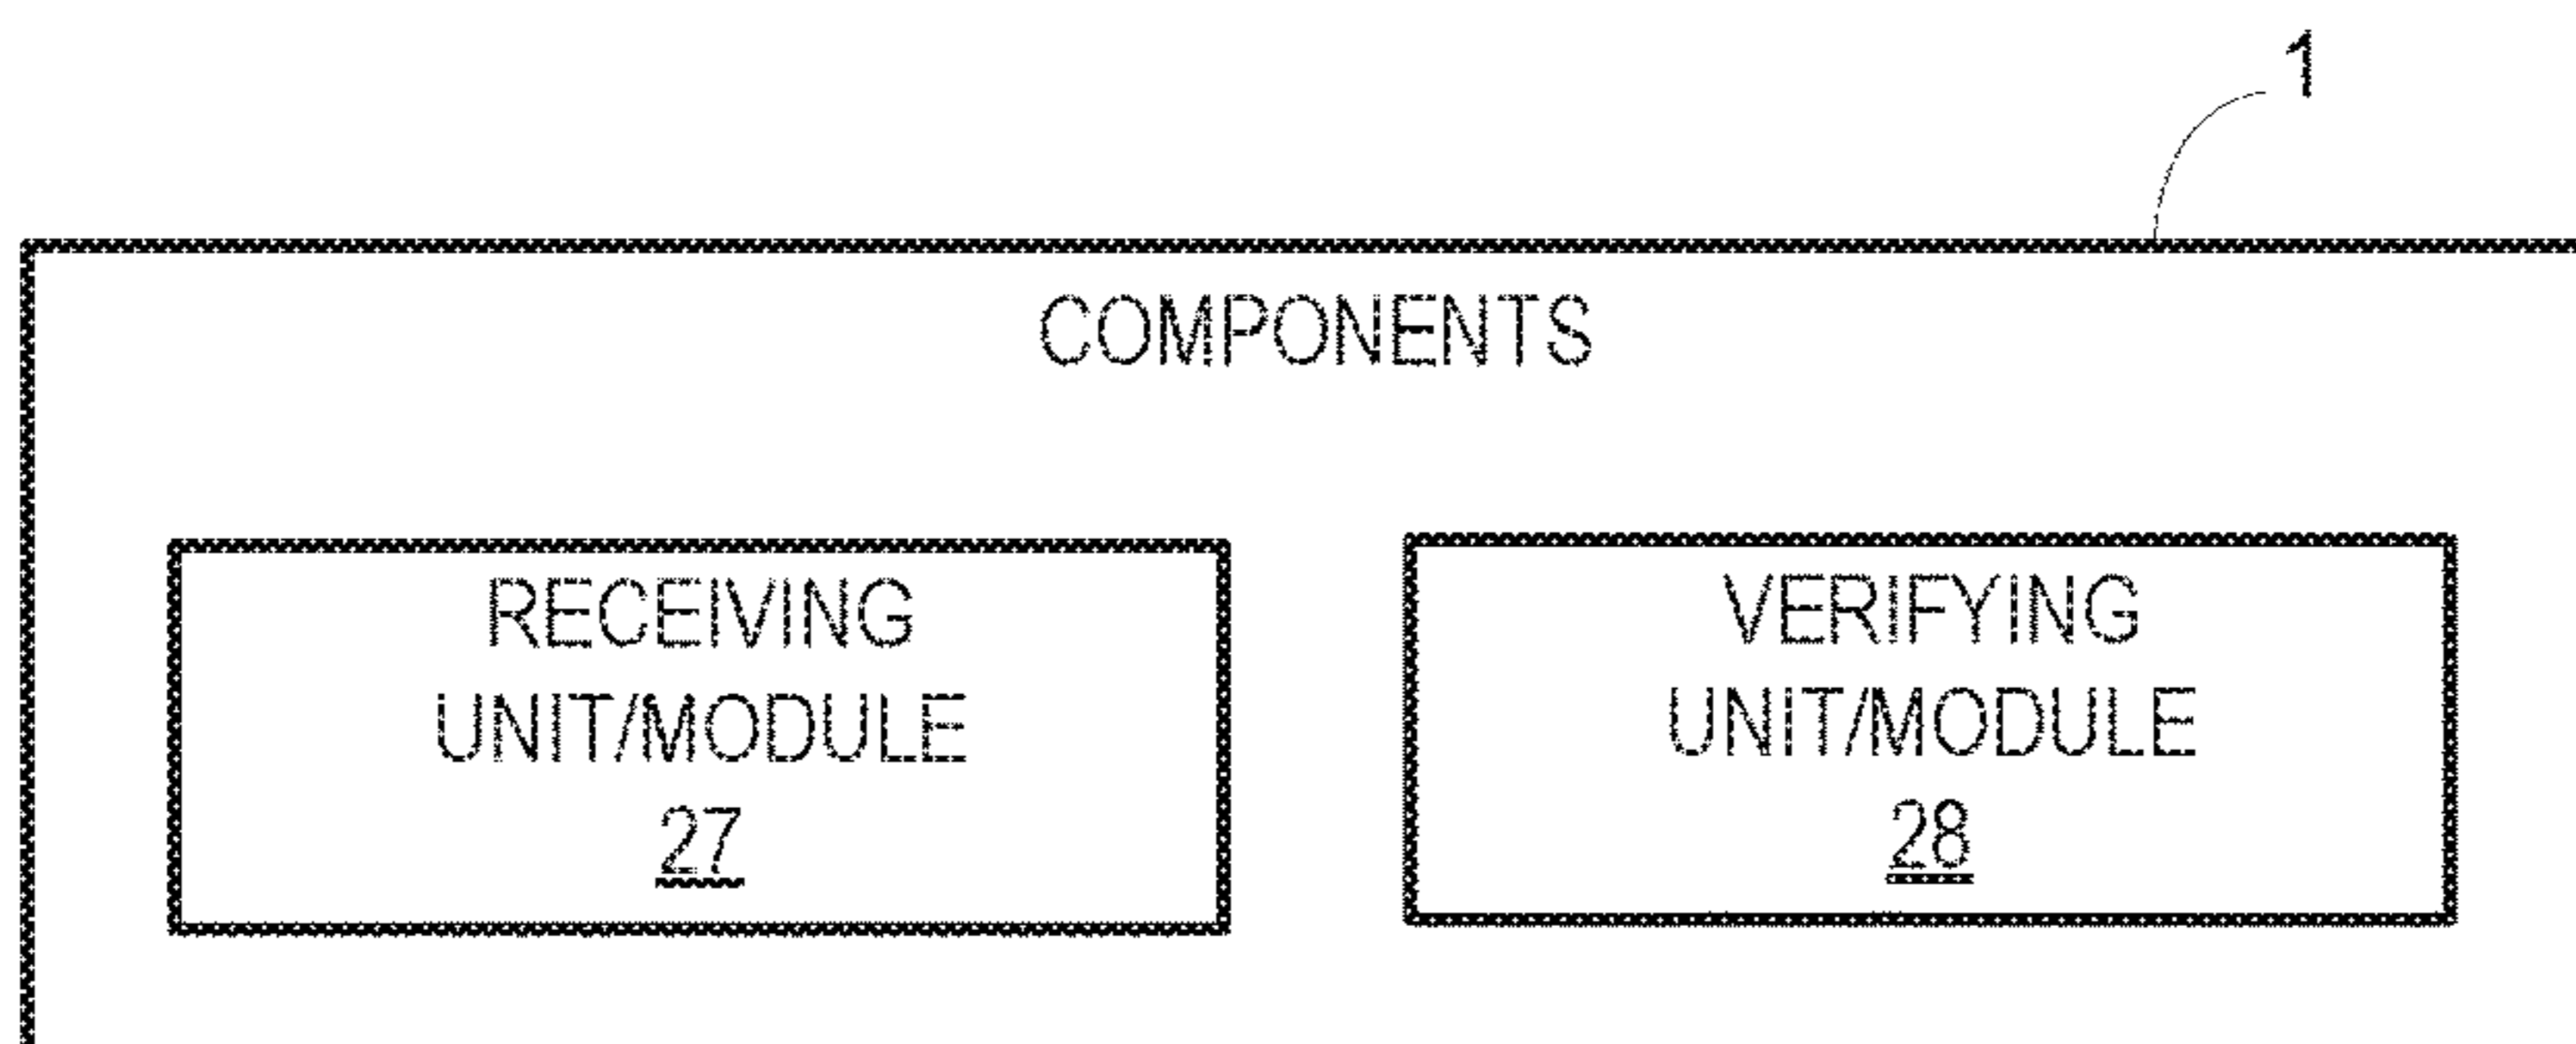 1
COMPONENTS
RECEIVING
UNIT/MODULE
27
VERIFYING
UNIT/MODULE
28